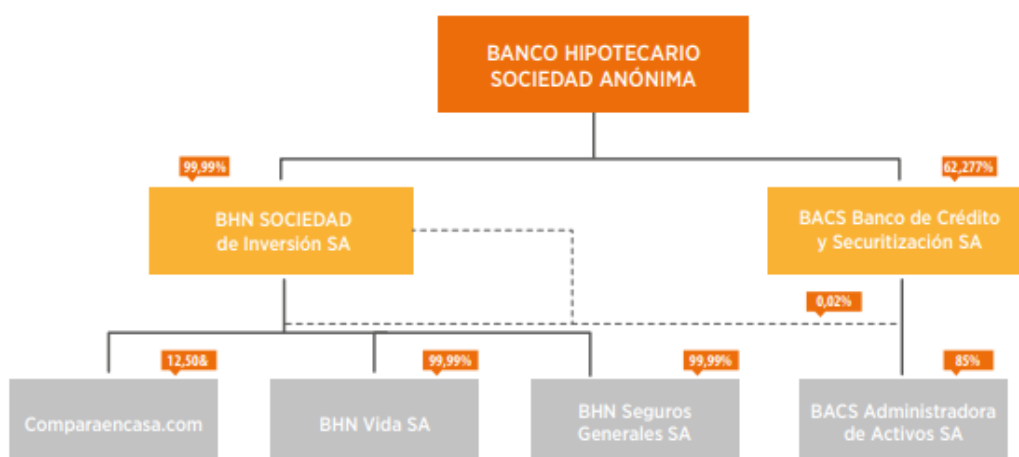 BANCO HIPOTECARIO
SOCIEDAD ANÓNIMA
99,99%
62,277%
BHN SOCIEDAD
de Inversión SA
BACS Banco de Crédito
y Securitización SA
0,02%
12,50&
99,99%
99,99%
85%
Comparaencasa.com
BHN Vida SA
BHN Seguros
Generales SA
BACS Administradora
de Activos SA